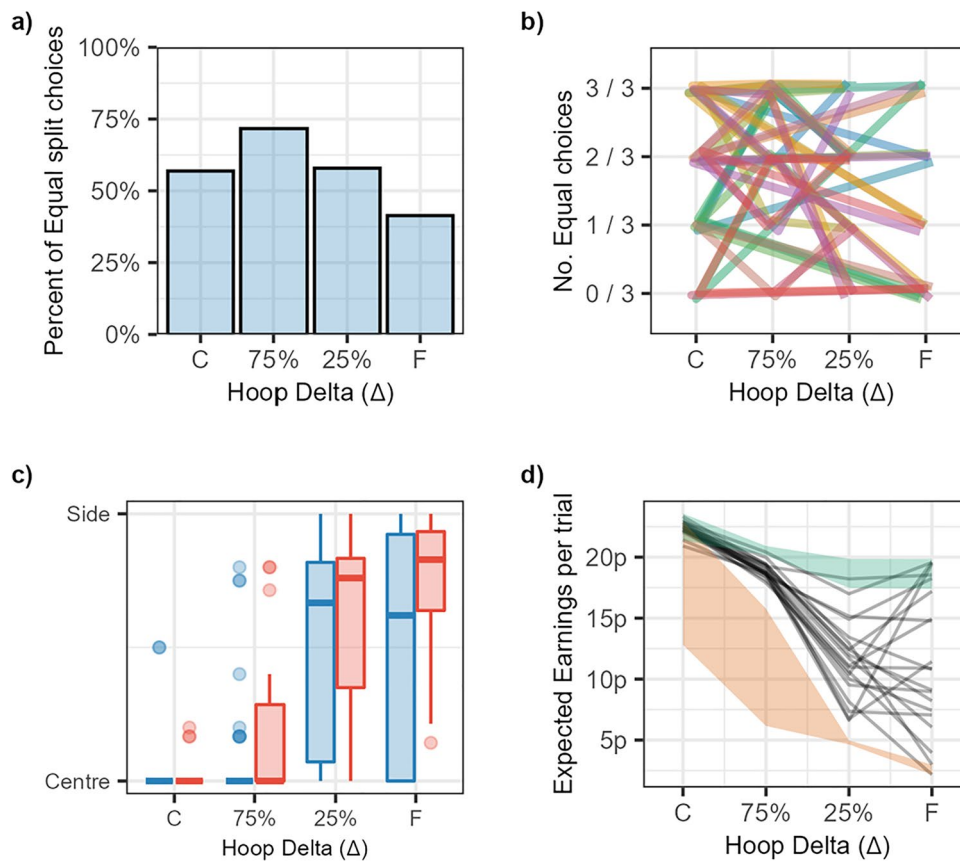 a)
Percent of Equal split choices
100%
75%
50%
25%
0%
C 75% 25% F
Hoop Delta (Δ)
b)
No. Equal choices
3 / 3
2 / 3
1 / 3
0 / 3
C 75% 25% F
Hoop Delta (Δ)
c)
Side
Centre
C 75% 25% F
Hoop Delta (Δ)
d)
Expected Earnings per trial
20p
15p
10p
5p
C 75% 25% F
Hoop Delta (Δ)